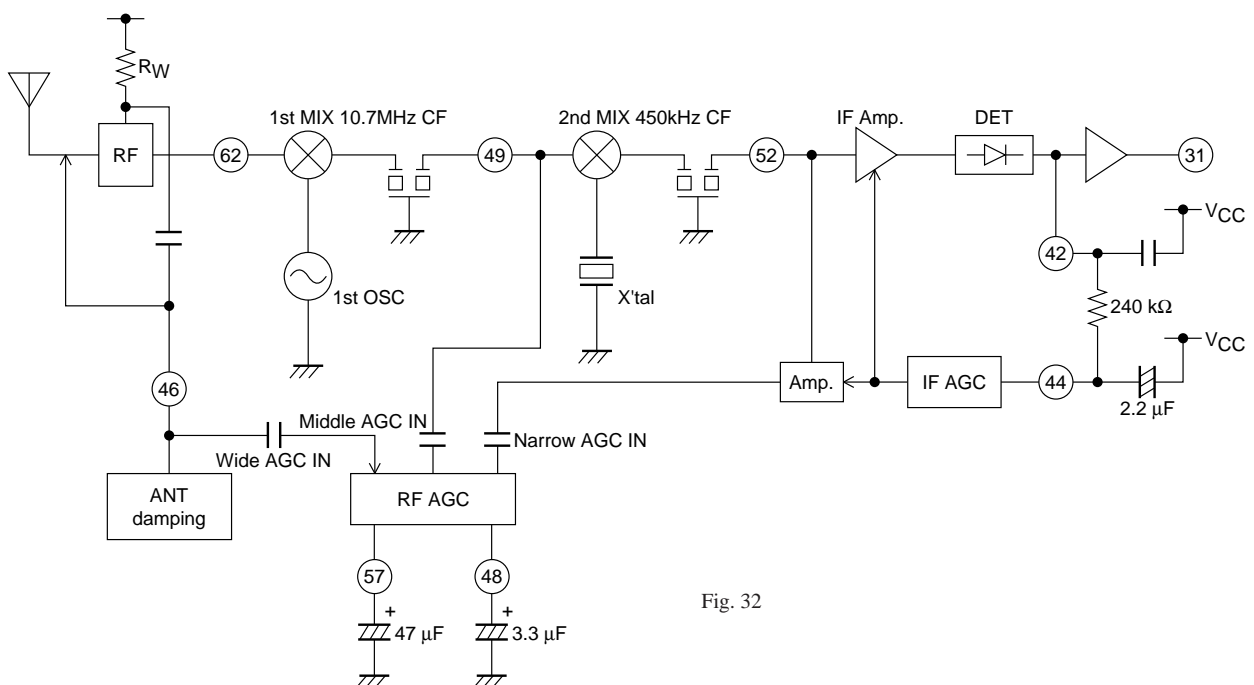 RW
1st MIX 10.7MHz CF
2nd MIX 450kHz CF
IF Amp.
DET
RF
62
49
52
31
VCC
42
1st OSC
X'tal
240 kΩ
VCC
46
Amp.
IF AGC
44
2.2 µF
Middle AGC IN
Narrow AGC IN
Wide AGC IN
ANT
damping
RF AGC
57
48
Fig. 32
+
47 µF
+
3.3 µF